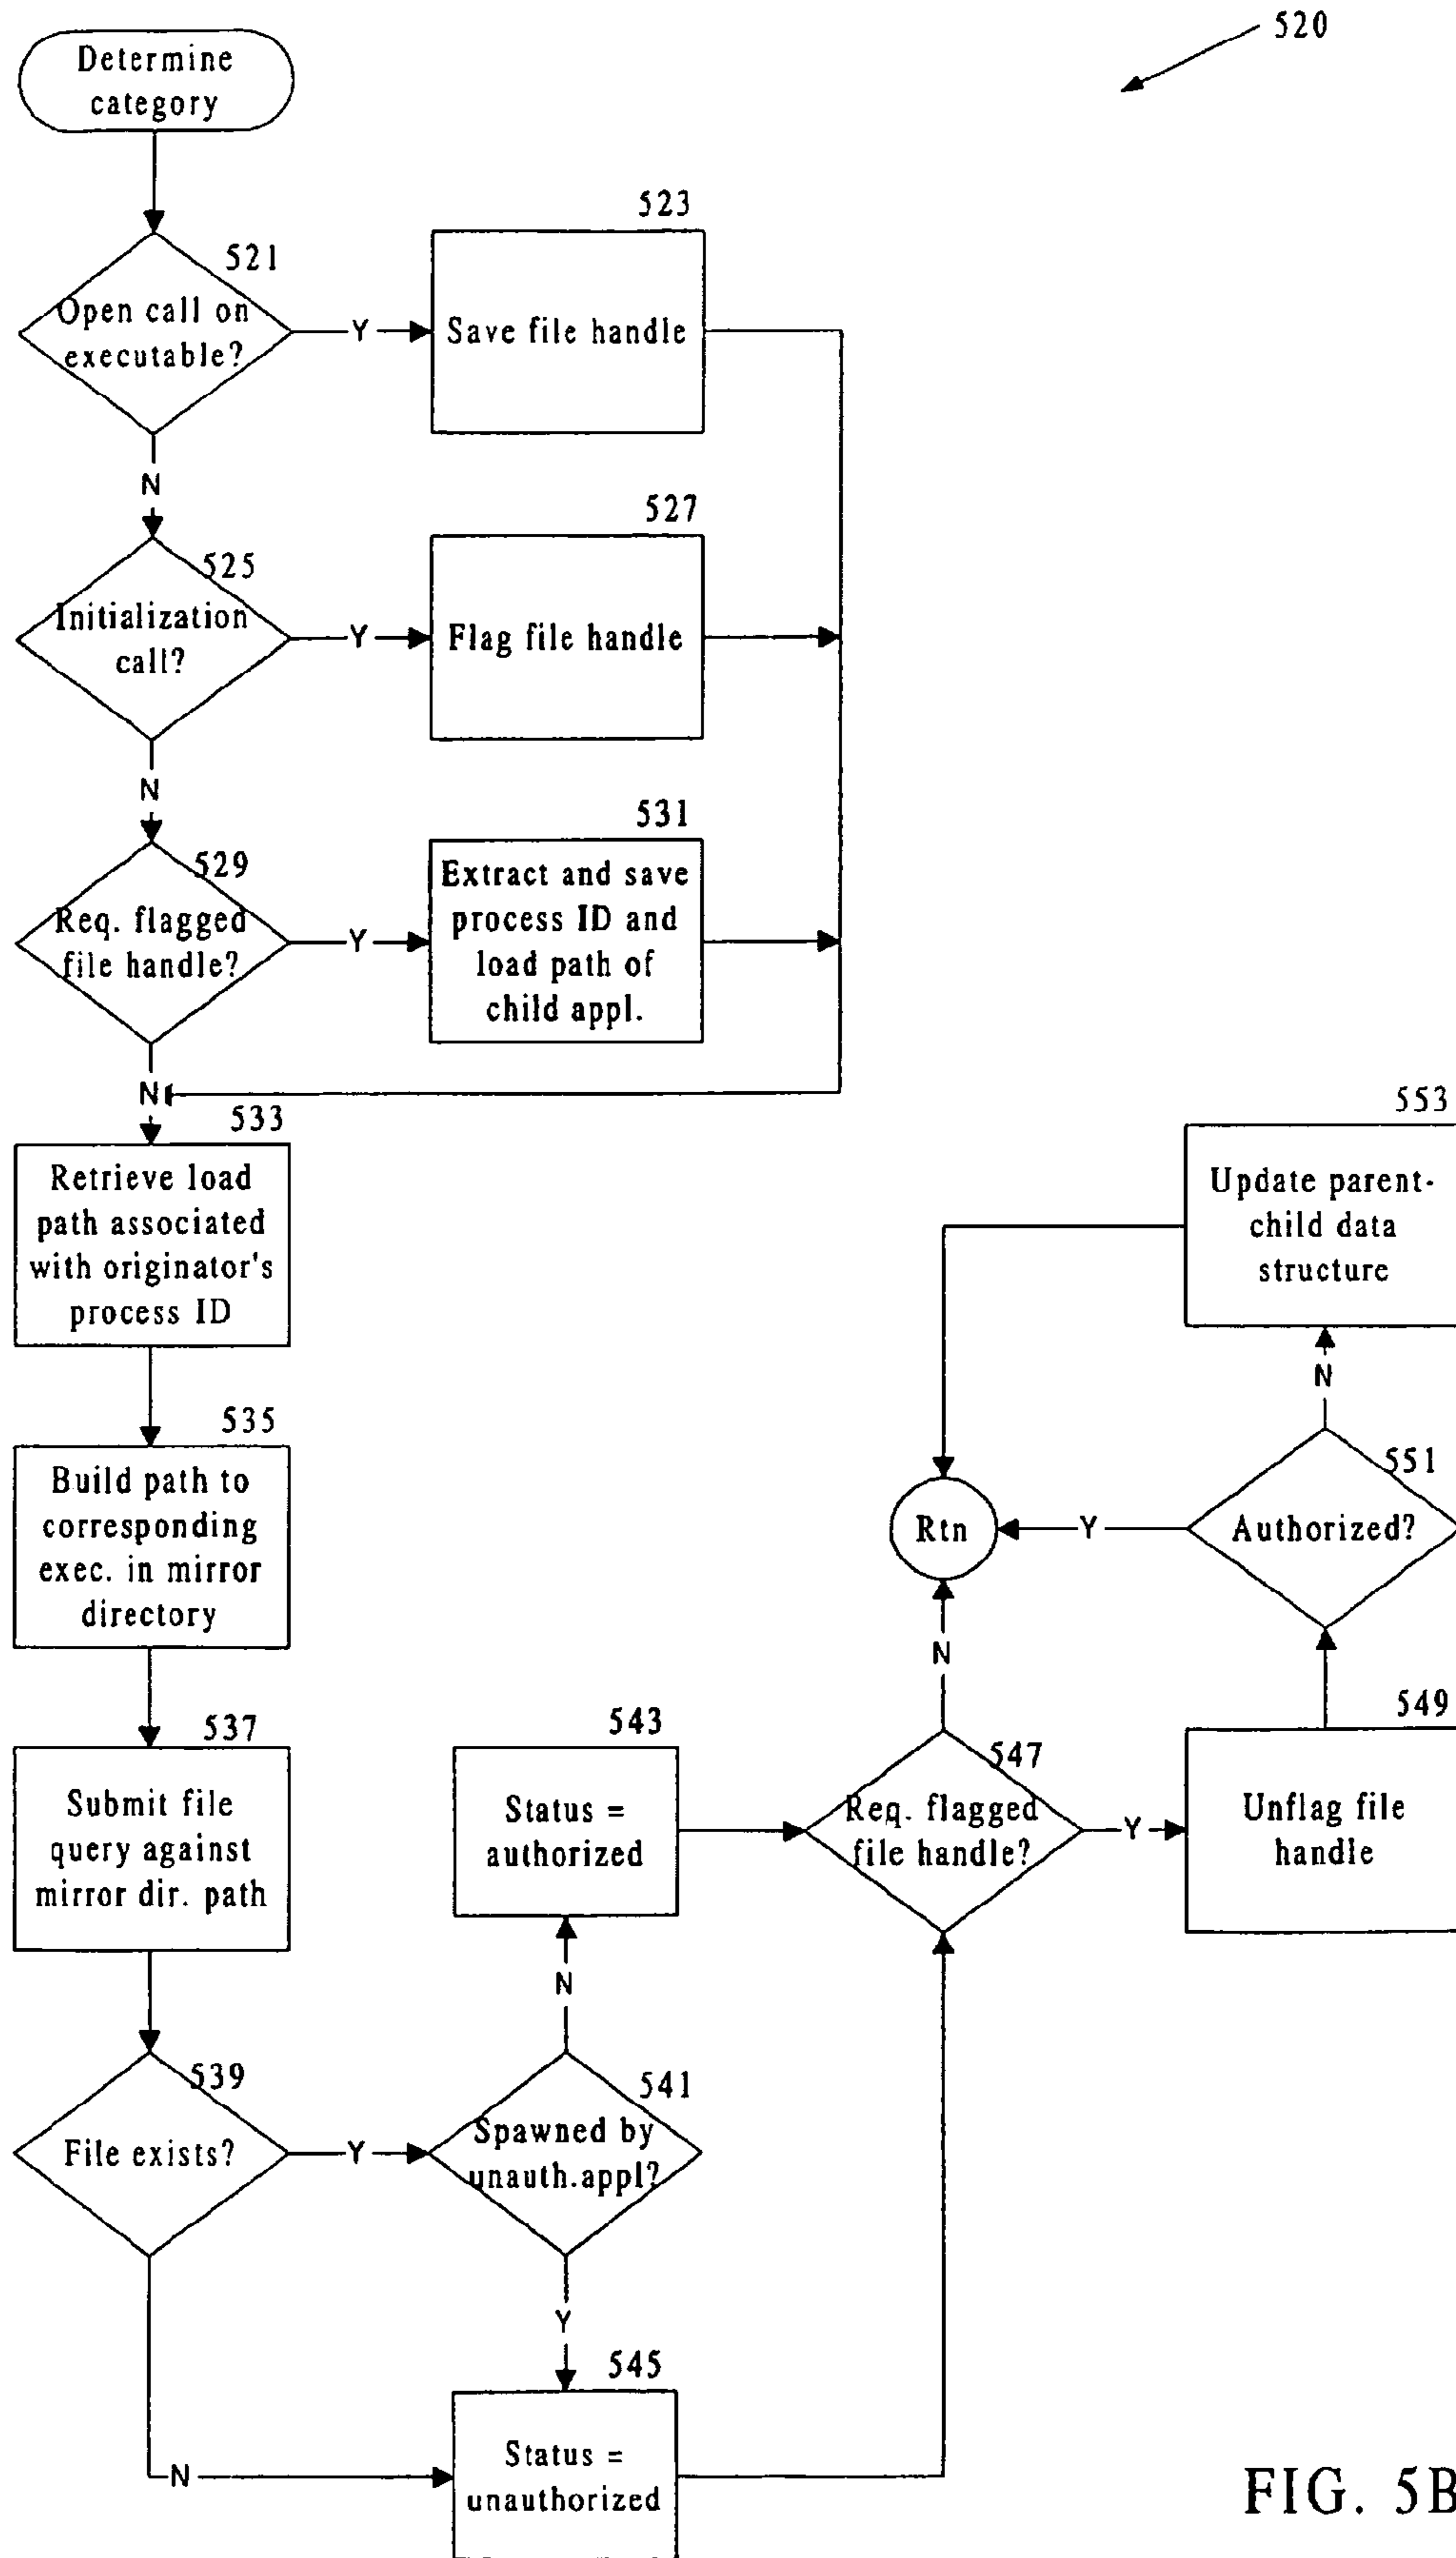 520
Determine
category
521
Open call on
executable?
Y
523
Save file handle
N
525
Initialization
call?
Y
527
Flag file handle
N
529
Req. flagged
file handle?
Y
531
Extract and save
process ID and
load path of
child appl.
N
533
Retrieve load
path associated
with originator's
process ID
535
Build path to
corresponding
exec. in mirror
directory
537
Submit file
query against
mirror dir. path
539
File exists?
Y
N
541
Spawned by
unauth.appl?
N
Y
543
Status =
authorized
545
Status =
unauthorized
547
Req. flagged
file handle?
N
Y
549
Unflag file
handle
551
Authorized?
Y
N
553
Update parent-
child data
structure
Rtn
FIG. 5B